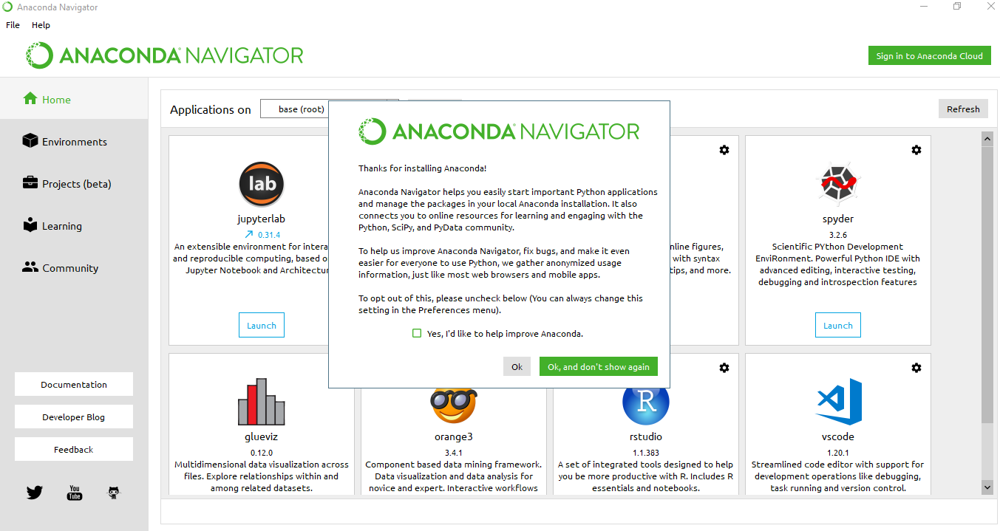 Anaconda Navigator
File Help
ANACONDA NAVIGATOR
Sign in to Anaconda Cloud
Home
Environments
Projects (beta)
Learning
Community
Documentation
Developer Blog
Feedback
You
Tube
Applications on
base (root)
Refresh
lab
jupyterlab
0.31.4
An extensible environment for intera
and reproducible computing, based o
Jupyter Notebook and Architectur
Launch
ANACONDA NAVIGATOR
Thanks for installing Anaconda!
Anaconda Navigator helps you easily start important Python applications
and manage the packages in your local Anaconda installation. It also
connects you to online resources for learning and engaging with the
Python, SciPy, and PyData community.
To help us improve Anaconda Navigator, fix bugs, and make it even
easier for everyone to use Python, we gather anonymized usage
information, just like most web browsers and mobile apps.
To opt out of this, please uncheck below (You can always change this
setting in the Preferences menu).
Yes, I'd like to help improve Anaconda.
Ok
Ok, and don't show again
nline figures,
with syntax
tips, and more.
spyder
3.2.6
Scientific PYthon Development
EnviRonment. Powerful Python IDE with
advanced editing, interactive testing,
debugging and introspection features
Launch
glueviz
0.12.0
Multidimensional data visualization across
files. Explore relationships within and
among related datasets.
orange3
3.4.1
Component based data mining framework.
Data visualization and data analysis for
novice and expert. Interactive workflows
R
rstudio
1.1.383
A set of integrated tools designed to help
you be more productive with R. Includes R
essentials and notebooks.
vscode
1.20.1
Streamlined code editor with support for
development operations like debugging,
task running and version control.